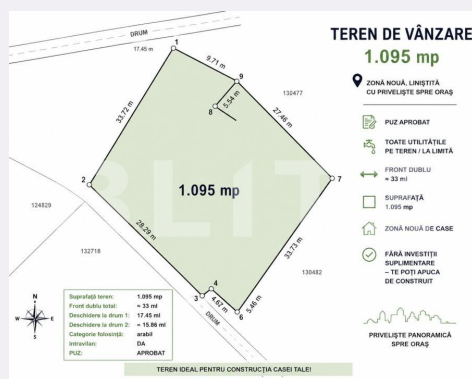 TEREN DE VÂNZARE
1.095 mp
ZONĂ NOUĂ, LINIȘTITĂ
CU PRIVELIȘTE SPRE ORAȘ
PUZ APROBAT
TOATE UTILITĂȚILE
PE TEREN / LA LIMITĂ
FRONT DUBLU
≈ 33 ml
SUPRAFAȚĂ
1.095 mp
ZONĂ NOUĂ DE CASE
FĂRĂ INVESTIȚII
SUPLIMENTARE
– TE POȚI APUCA
DE CONSTRUIT
PRIVELIȘTE PANORAMICĂ
SPRE ORAȘ
DRUM
17.45 m
1
9.71 m
9
130477
5.54 m
8
27.46 m
33.72 m
7
2
1.095 mp
BLITZ
124829
28.29 m
33.73 m
132718
130482
3
4
4.67 m
5.46 m
6
DRUM
N
W
E
S
Suprafață teren: 1.095 mp
Front dublu total: ≈ 33 ml
Deschidere la drum 1: 17.45 ml
Deschidere la drum 2: ≈ 15.86 ml
Categorie folosință: arabil
Intravilan: DA
PUZ: APROBAT
TEREN IDEAL PENTRU CONSTRUCȚIA CASEI TALE!